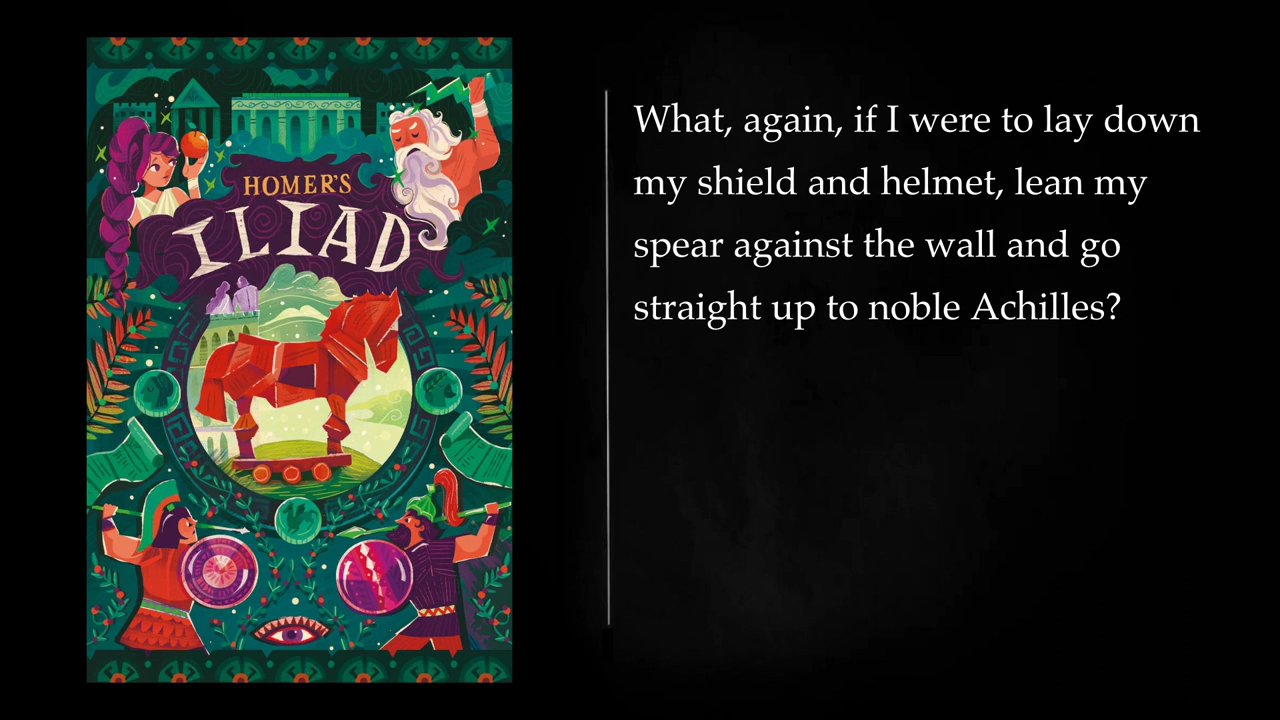 HOMER'S
ILIAD
What, again, if I were to lay down
my shield and helmet, lean my
spear against the wall and go
straight up to noble Achilles?